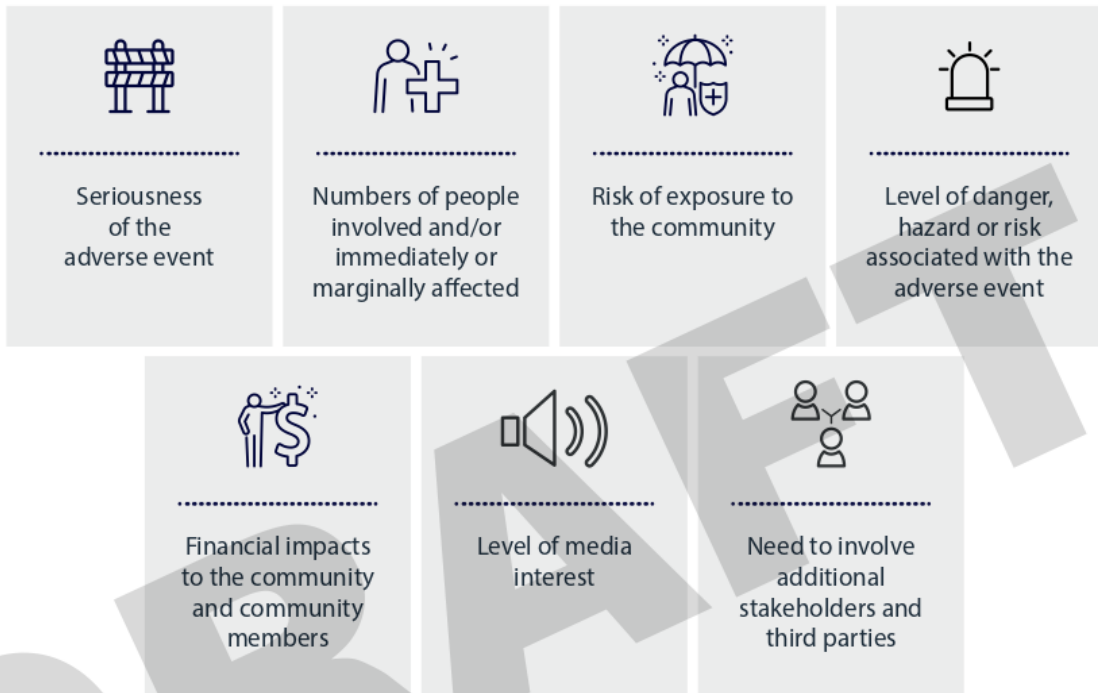 Seriousness
of the
adverse event
Numbers of people
involved and/or
immediately or
marginally affected
Risk of exposure to
the community
Level of danger,
hazard or risk
associated with the
adverse event
Financial impacts
to the community
and community
members
Level of media
interest
Need to involve
additional
stakeholders and
third parties
DRAFT